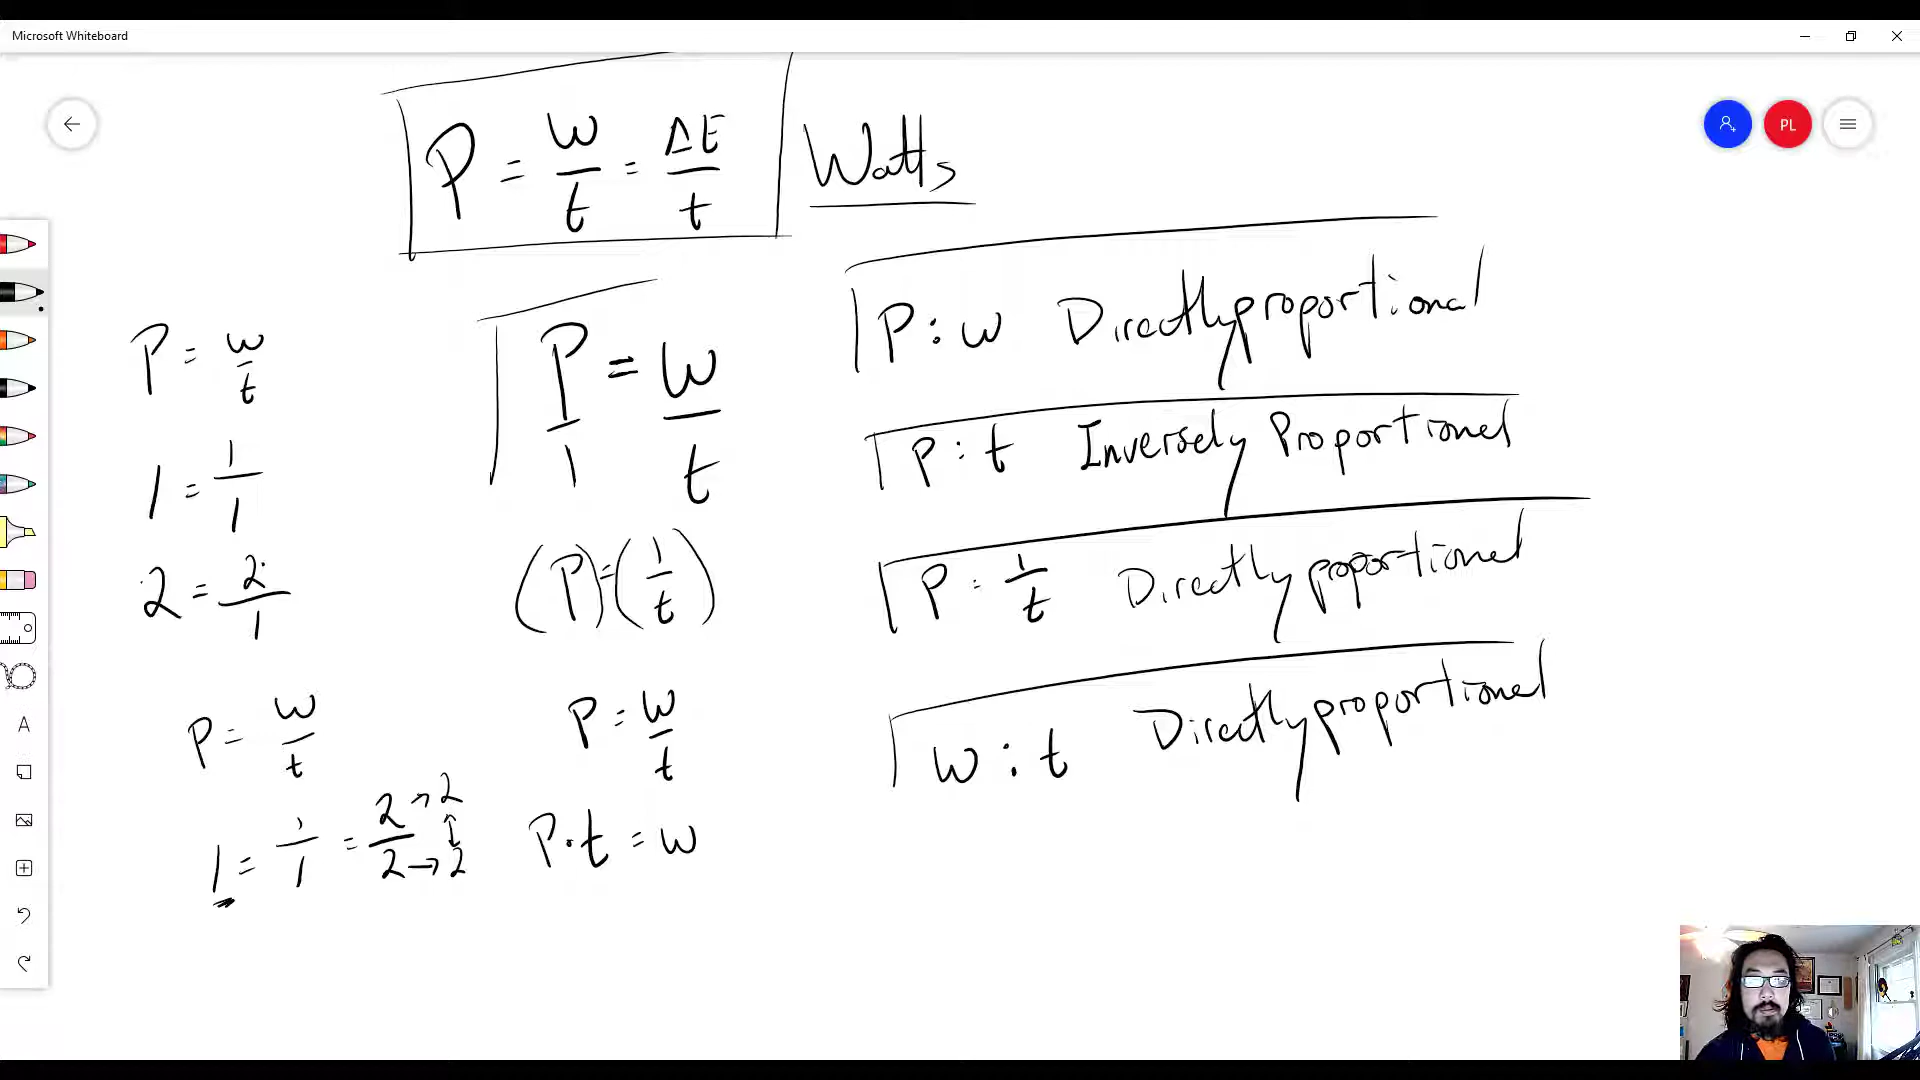 Microsoft Whiteboard
P = w/t = ΔE/t Watts
PL
P = w/t
1 = 1/1
2 = 2/1
P = w/t
1 = 1/1 = 2/2 → 2 ↕ → 2
P/1 = w/t
(P) = (1/t)
P = w/t
P·t = w
P : w Directly proportional
P : t Inversely Proportional
P : 1/t Directly proportional
w : t Directly proportional
A